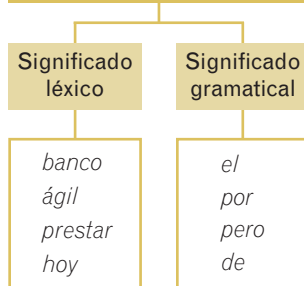 Significado
léxico
Significado
gramatical
banco
ágil
prestar
hoy
el
por
pero
de